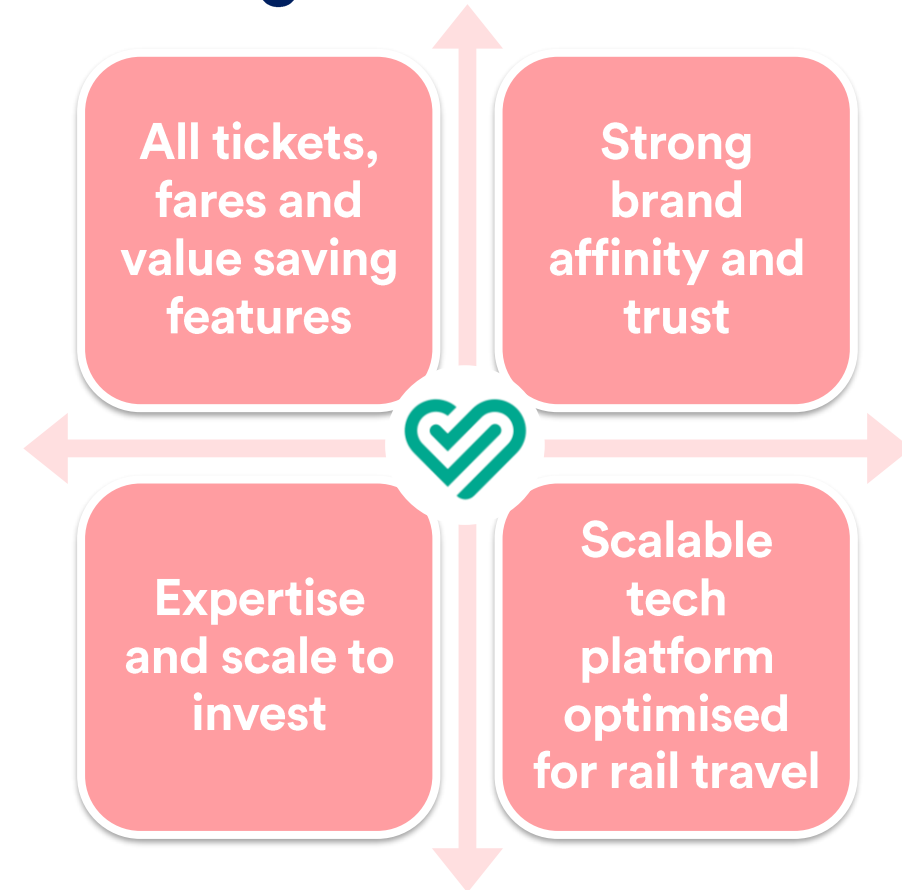 All tickets,
fares and
value saving
features
Strong
brand
affinity and
trust
Expertise
and scale to
invest
Scalable
tech
platform
optimised
for rail travel